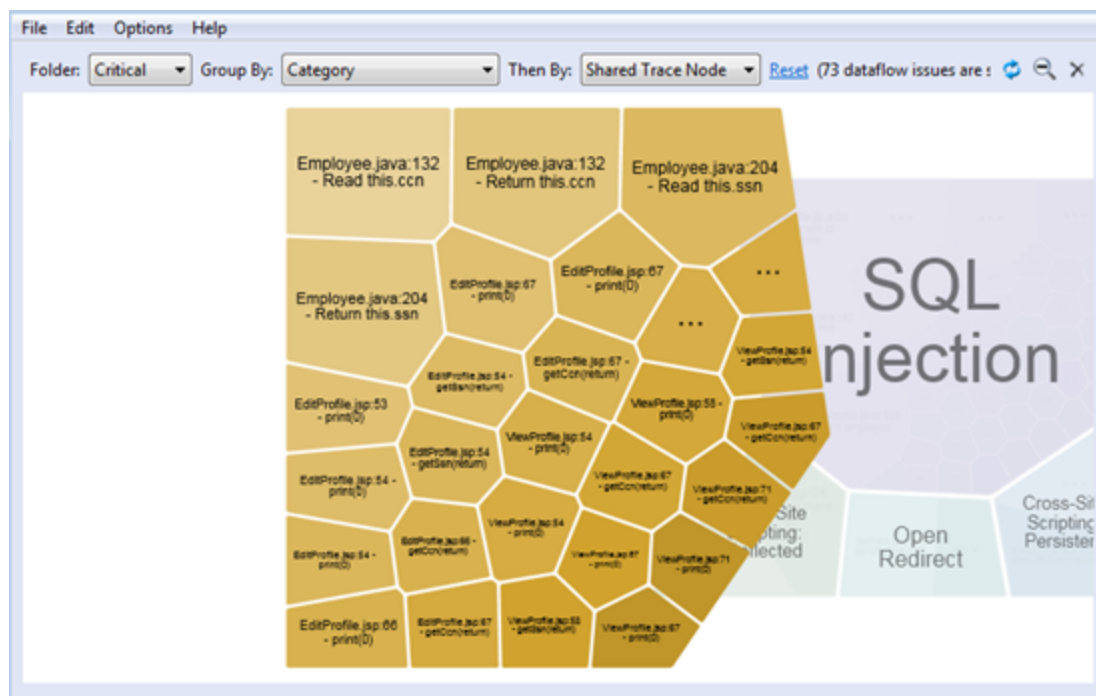 File Edit Options Help
Folder: Critical Group By: Category Then By: Shared Trace Node Reset (73 dataflow issues are s
Employee.java:132
- Read this.ccn
Employee.java:132
- Return this.ccn
Employee.java:204
- Read this.ssn
Employee.java:204
- Return this.ssn
EditProfile.jsp:67
- print(0)
EditProfile.jsp:67
- print(0)
...
...
EditProfile.jsp:53
- print(0)
EditProfile.jsp:54 -
getSsn(return)
EditProfile.jsp:67 -
getCcn(return)
ViewProfile.jsp:58 -
print(0)
ViewProfile.jsp:54
- getSsn(return)
EditProfile.jsp:54 -
print(0)
EditProfile.jsp:54
- getSsn(return)
ViewProfile.jsp:54
- print(0)
ViewProfile.jsp:67
- getCcn(return)
ViewProfile.jsp:67
- getCcn(return)
EditProfile.jsp:54 -
print(0)
EditProfile.jsp:66
- getCcn(return)
ViewProfile.jsp:54
- print(0)
ViewProfile.jsp:67
- print(0)
ViewProfile.jsp:71
- getCcn(return)
ViewProfile.jsp:71
- print(0)
EditProfile.jsp:66
- print(0)
EditProfile.jsp:67
- getCcn(return)
ViewProfile.jsp:58
- getSsn(return)
ViewProfile.jsp:67
- print(0)
SQL
njection
Site
pting:
lected
Open
Redirect
Cross-Sit
Scripting
Persisten